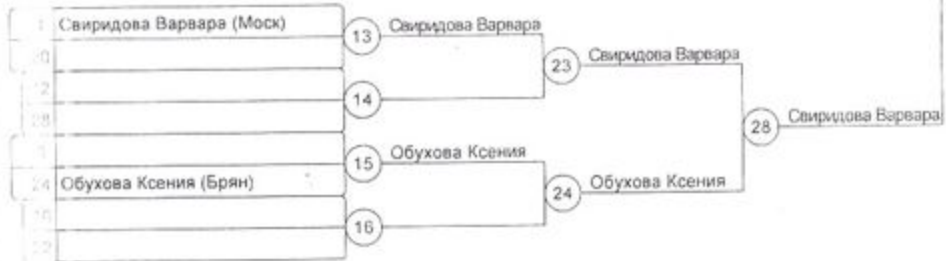 1 Свиридова Варвара (Моск)
13 Свиридова Варвара
23 Свиридова Варвара
14
28 Свиридова Варвара
15 Обухова Ксения
24 Обухова Ксения (Брян)
24 Обухова Ксения
16